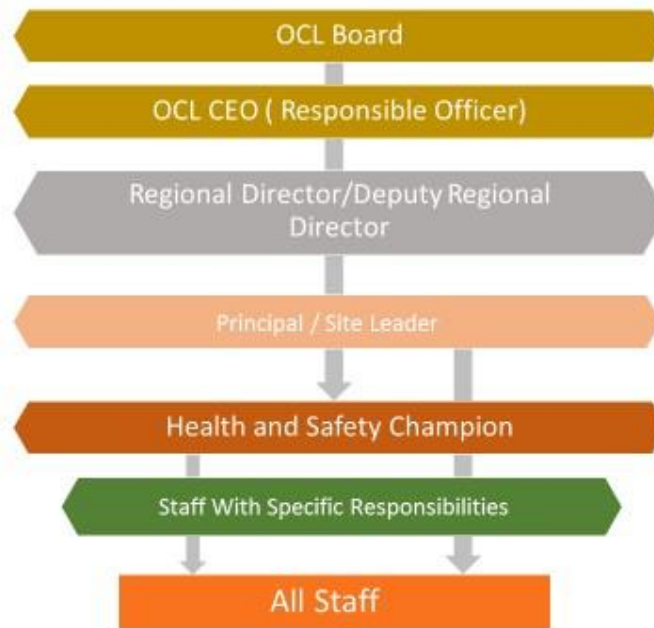 OCL Board
OCL CEO ( Responsible Officer)
Regional Director/Deputy Regional
Director
Principal / Site Leader
Health and Safety Champion
Staff With Specific Responsibilities
All Staff